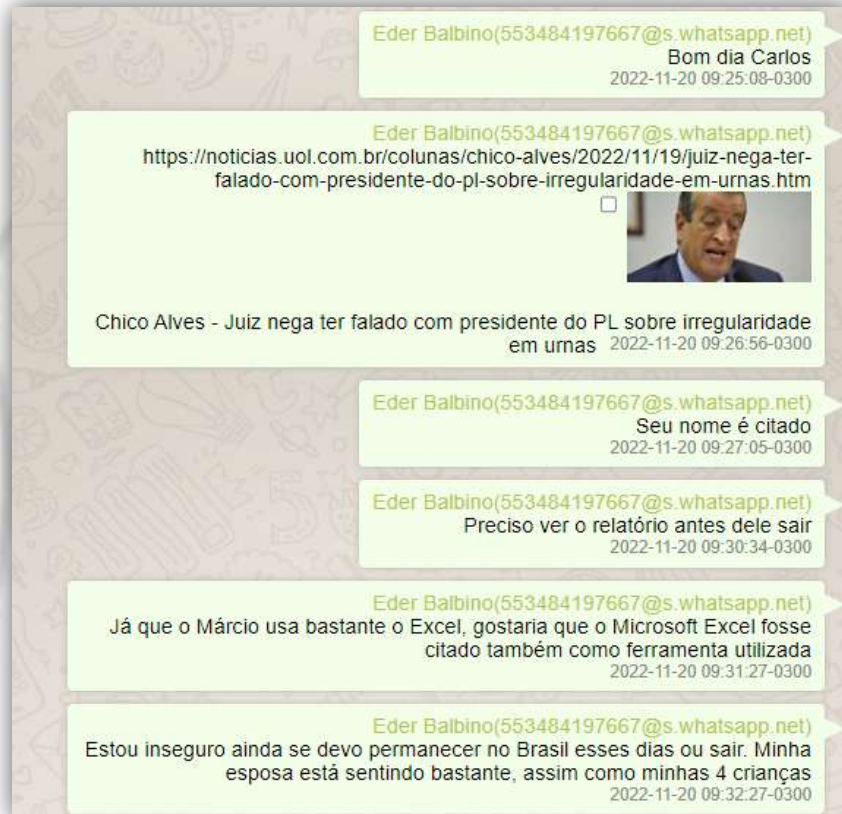 Eder Balbino(553484197667@s.whatsapp.net)
Bom dia Carlos
2022-11-20 09:25:08-0300
Eder Balbino(553484197667@s.whatsapp.net)
https://noticias.uol.com.br/colunas/chico-alves/2022/11/19/juiz-nega-ter-
falado-com-presidente-do-pl-sobre-irregularidade-em-urnas.htm
Chico Alves - Juiz nega ter falado com presidente do PL sobre irregularidade
em urnas 2022-11-20 09:26:56-0300
Eder Balbino(553484197667@s.whatsapp.net)
Seu nome é citado
2022-11-20 09:27:05-0300
Eder Balbino(553484197667@s.whatsapp.net)
Preciso ver o relatório antes dele sair
2022-11-20 09:30:34-0300
Eder Balbino(553484197667@s.whatsapp.net)
Já que o Márcio usa bastante o Excel, gostaria que o Microsoft Excel fosse
citado também como ferramenta utilizada
2022-11-20 09:31:27-0300
Eder Balbino(553484197667@s.whatsapp.net)
Estou inseguro ainda se devo permanecer no Brasil esses dias ou sair. Minha
esposa está sentindo bastante, assim como minhas 4 crianças
2022-11-20 09:32:27-0300